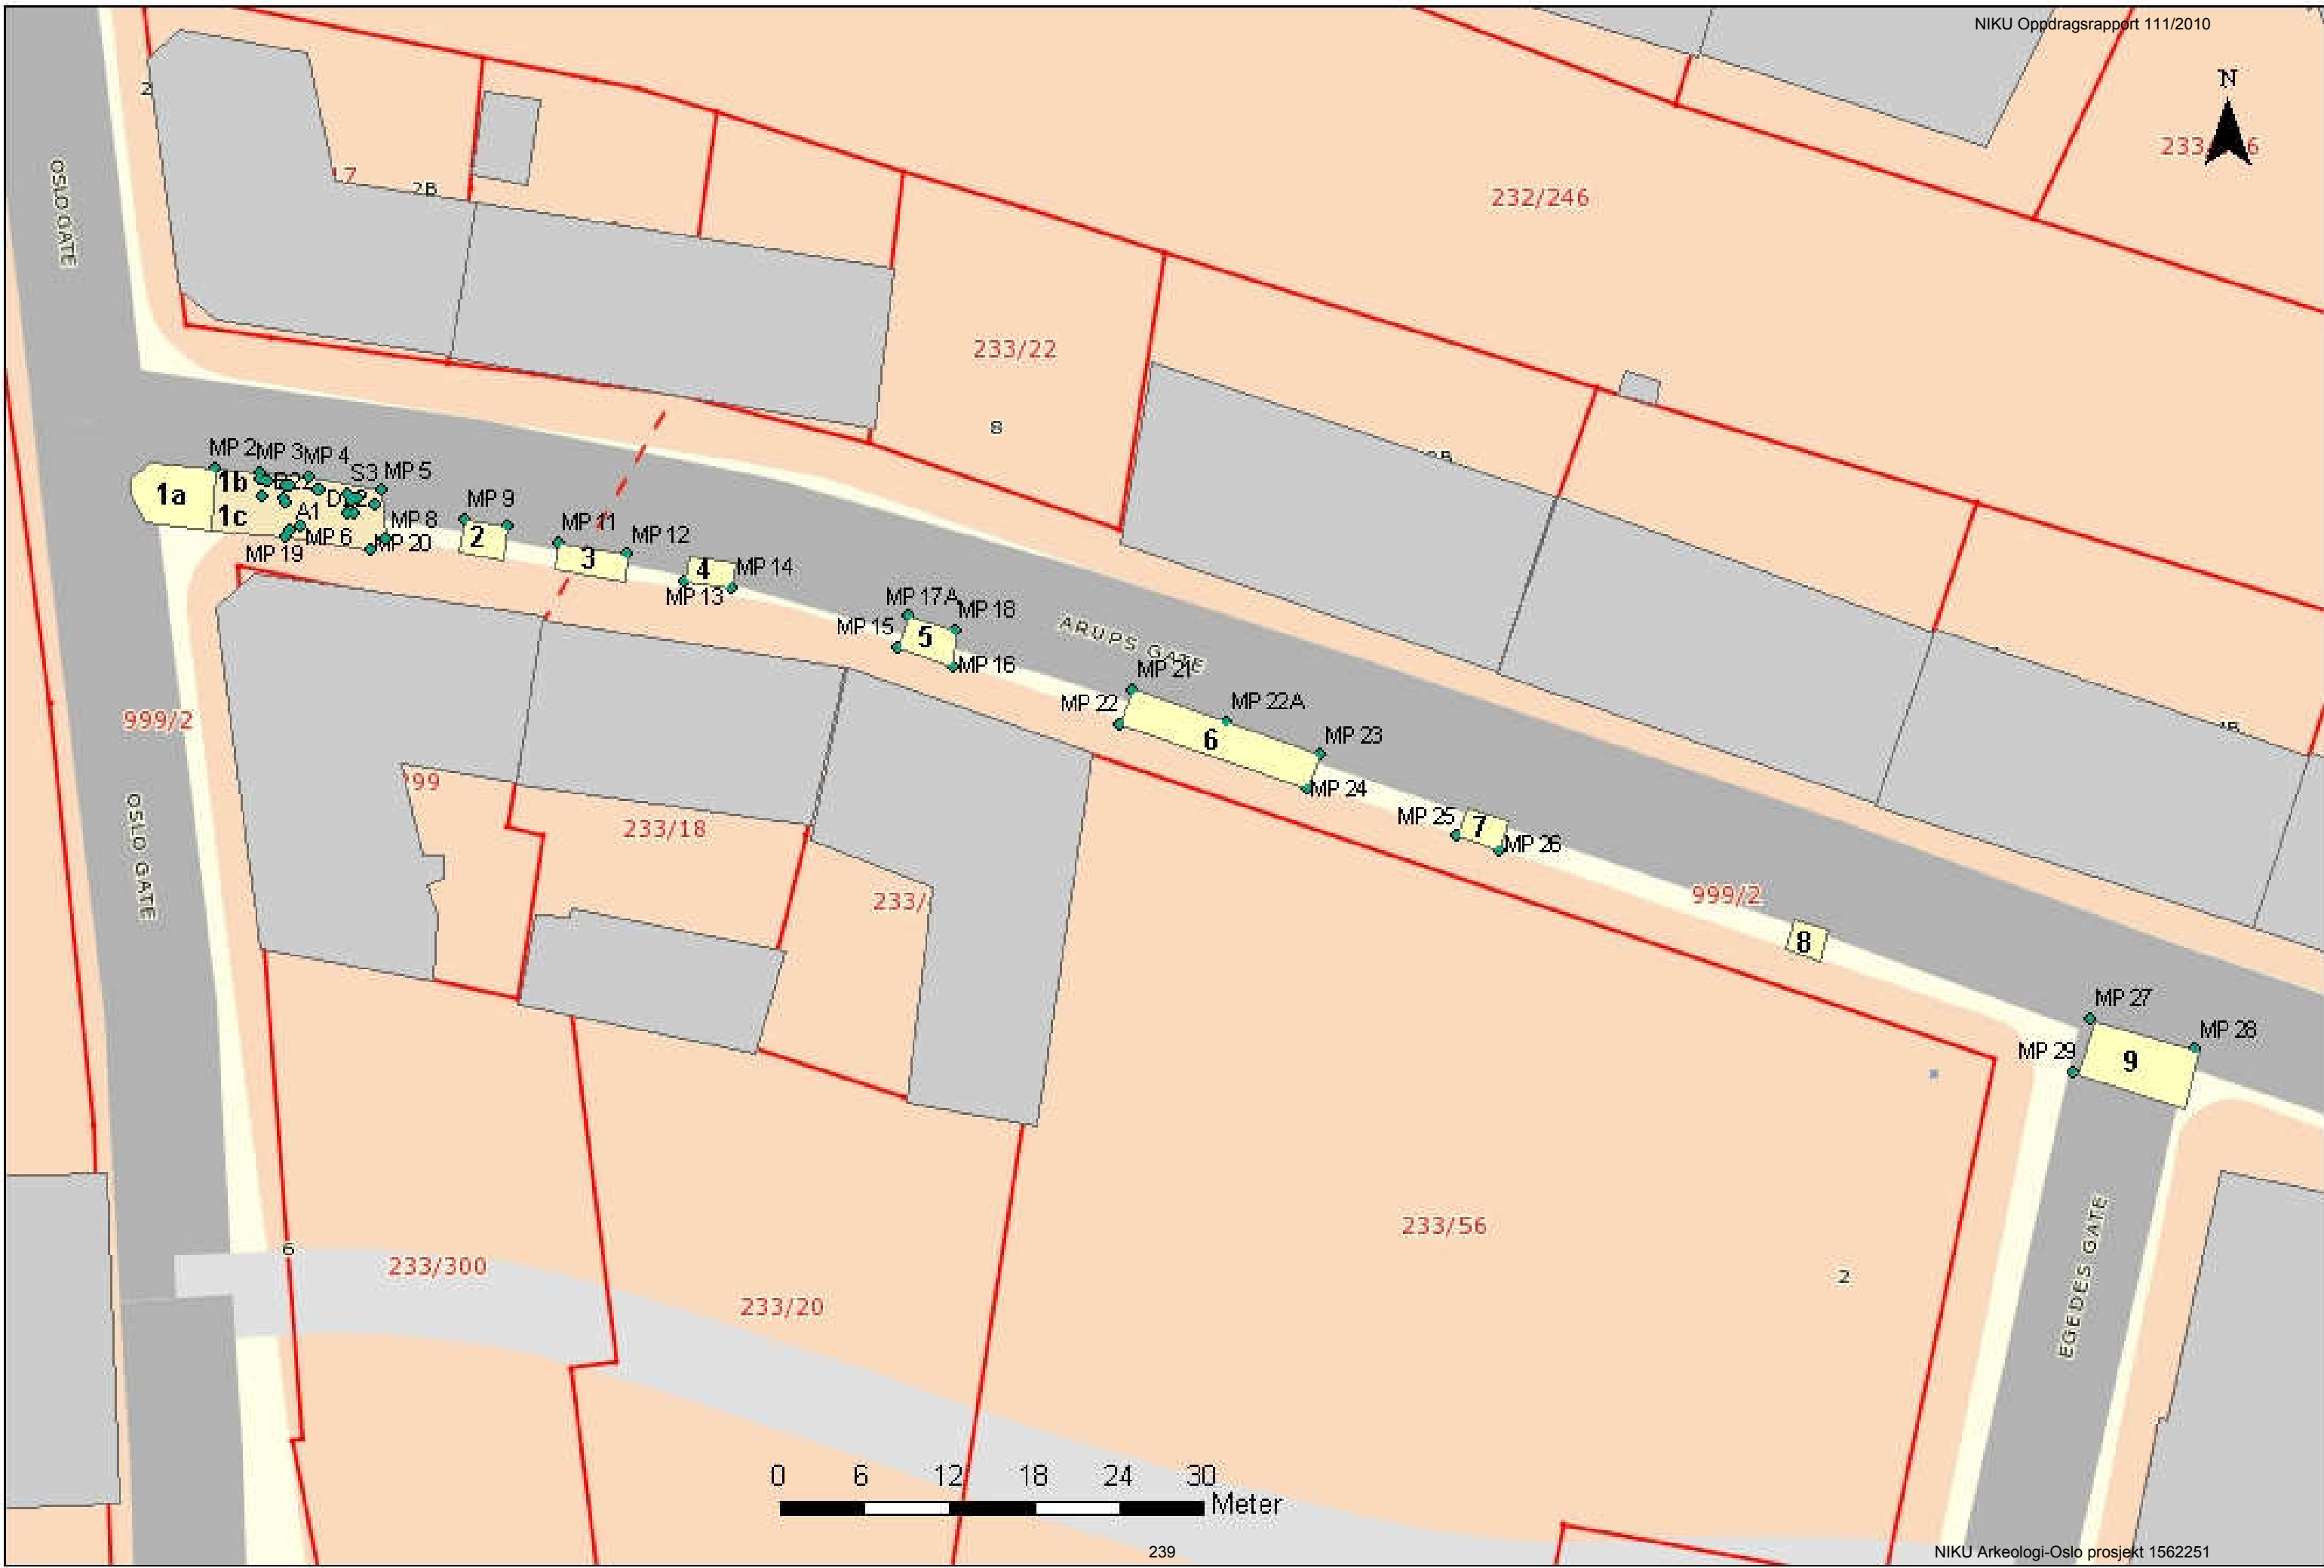 NIKU Oppdragsrapport 111/2010
N
2
OSLO GATE
17
2B
232/246
233/22
8
MP 2
MP 3
MP 4
S3
MP 5
1a
1b
1c
A1
MP 6
MP 8
MP 19
MP 20
MP 9
2
MP 11
MP 12
3
4
MP 14
MP 13
MP 17A
MP 18
MP 15
5
MP 16
ARUPS GATE
MP 21
MP 22
MP 22A
6
MP 23
MP 24
MP 25
7
MP 26
999/2
8
999/2
OSLO GATE
299
233/18
233/
MP 27
MP 28
MP 29
9
EGEDES GATE
6
233/300
233/20
233/56
2
0 6 12 18 24 30
Meter
239
NIKU Arkeologi-Oslo prosjekt 1562251